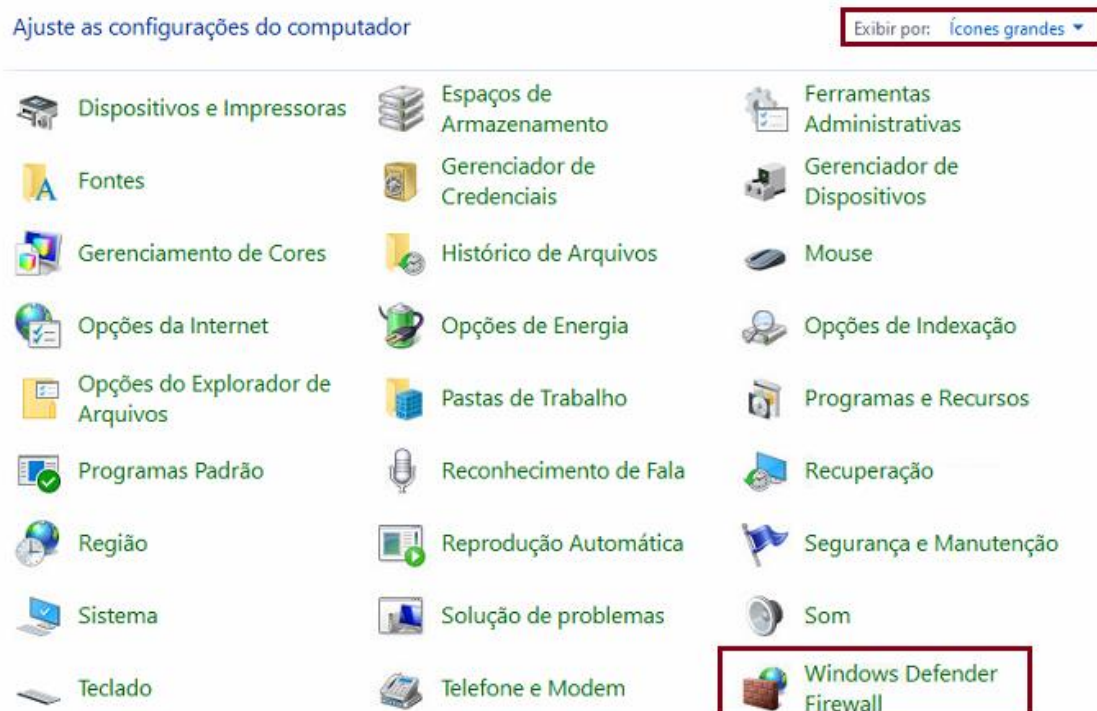 Ajuste as configurações do computador
Exibir por: Ícones grandes
Dispositivos e Impressoras
Espaços de
Armazenamento
Ferramentas
Administrativas
Fontes
Gerenciador de
Credenciais
Gerenciador de
Dispositivos
Gerenciamento de Cores
Histórico de Arquivos
Mouse
Opções da Internet
Opções de Energia
Opções de Indexação
Opções do Explorador de
Arquivos
Pastas de Trabalho
Programas e Recursos
Programas Padrão
Reconhecimento de Fala
Recuperação
Região
Reprodução Automática
Segurança e Manutenção
Sistema
Solução de problemas
Som
Teclado
Telefone e Modem
Windows Defender
Firewall